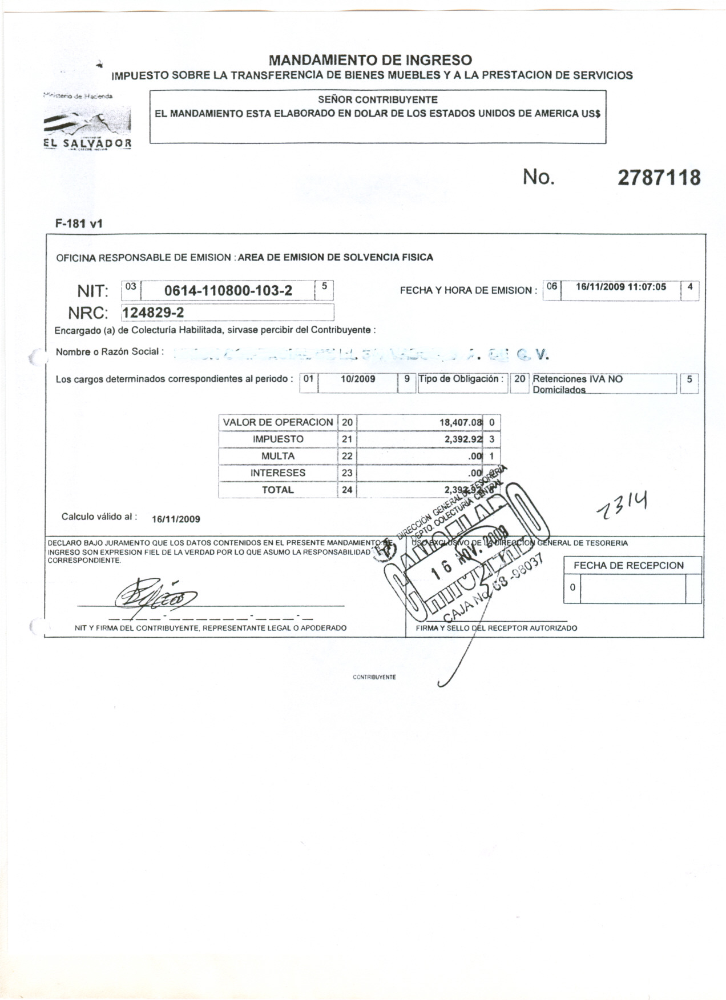 MANDAMIENTO DE INGRESO
IMPUESTO SOBRE LA TRANSFERENCIA DE BIENES MUEBLES Y A LA PRESTACION DE SERVICIOS
Ministerio de Hacienda
EL SALVADOR
SEÑOR CONTRIBUYENTE
EL MANDAMIENTO ESTA ELABORADO EN DOLAR DE LOS ESTADOS UNIDOS DE AMERICA US$
No. 2787118
F-181 v1
OFICINA RESPONSABLE DE EMISION : AREA DE EMISION DE SOLVENCIA FISICA
NIT: 03 0614-110800-103-2 5 FECHA Y HORA DE EMISION : 06 16/11/2009 11:07:05 4
NRC: 124829-2
Encargado (a) de Colecturía Habilitada, sirvase percibir del Contribuyente :
Nombre o Razón Social : . DE C. V.
Los cargos determinados correspondientes al periodo : 01 10/2009 9 Tipo de Obligación : 20 Retenciones IVA NO 5
Domicilados
VALOR DE OPERACION 20 18,407.08 0
IMPUESTO 21 2,392.92 3
MULTA 22 .00 1
INTERESES 23 .00
TOTAL 24 2,392.92
Calculo válido al : 16/11/2009
2314
DIRECCIÓN GENERAL DE TESORERIA
DEPTO. COLECTURÍA CENTRAL
CANCELADO
16 NOV. 2009
CAJA No. 68-98037
DECLARO BAJO JURAMENTO QUE LOS DATOS CONTENIDOS EN EL PRESENTE MANDAMIENTO DE
INGRESO SON EXPRESION FIEL DE LA VERDAD POR LO QUE ASUMO LA RESPONSABILIDAD
CORRESPONDIENTE.
USO EXCLUSIVO DE LA DIRECCION GENERAL DE TESORERIA
FECHA DE RECEPCION
0
NIT Y FIRMA DEL CONTRIBUYENTE, REPRESENTANTE LEGAL O APODERADO
FIRMA Y SELLO DEL RECEPTOR AUTORIZADO
CONTRIBUYENTE